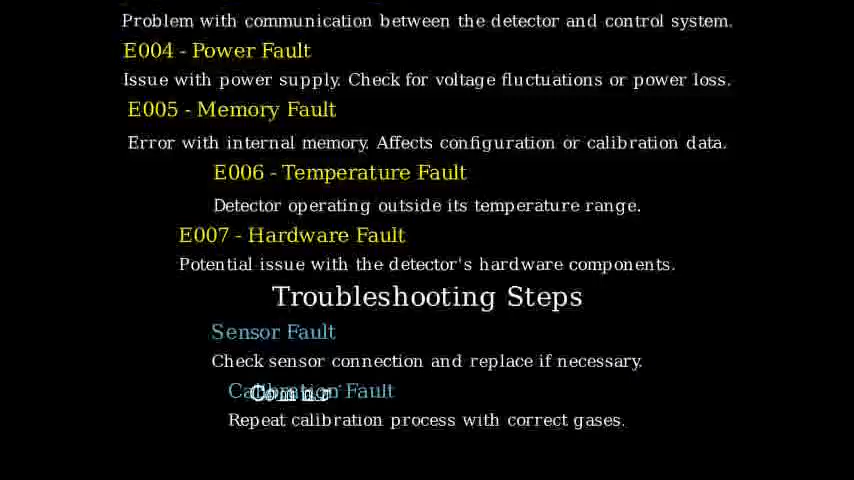 Problem with communication between the detector and control system.
E004 - Power Fault
Issue with power supply. Check for voltage fluctuations or power loss.
E005 - Memory Fault
Error with internal memory. Affects configuration or calibration data.
E006 - Temperature Fault
Detector operating outside its temperature range.
E007 - Hardware Fault
Potential issue with the detector's hardware components.
Troubleshooting Steps
Sensor Fault
Check sensor connection and replace if necessary.
Calibration Fault
Repeat calibration process with correct gases.